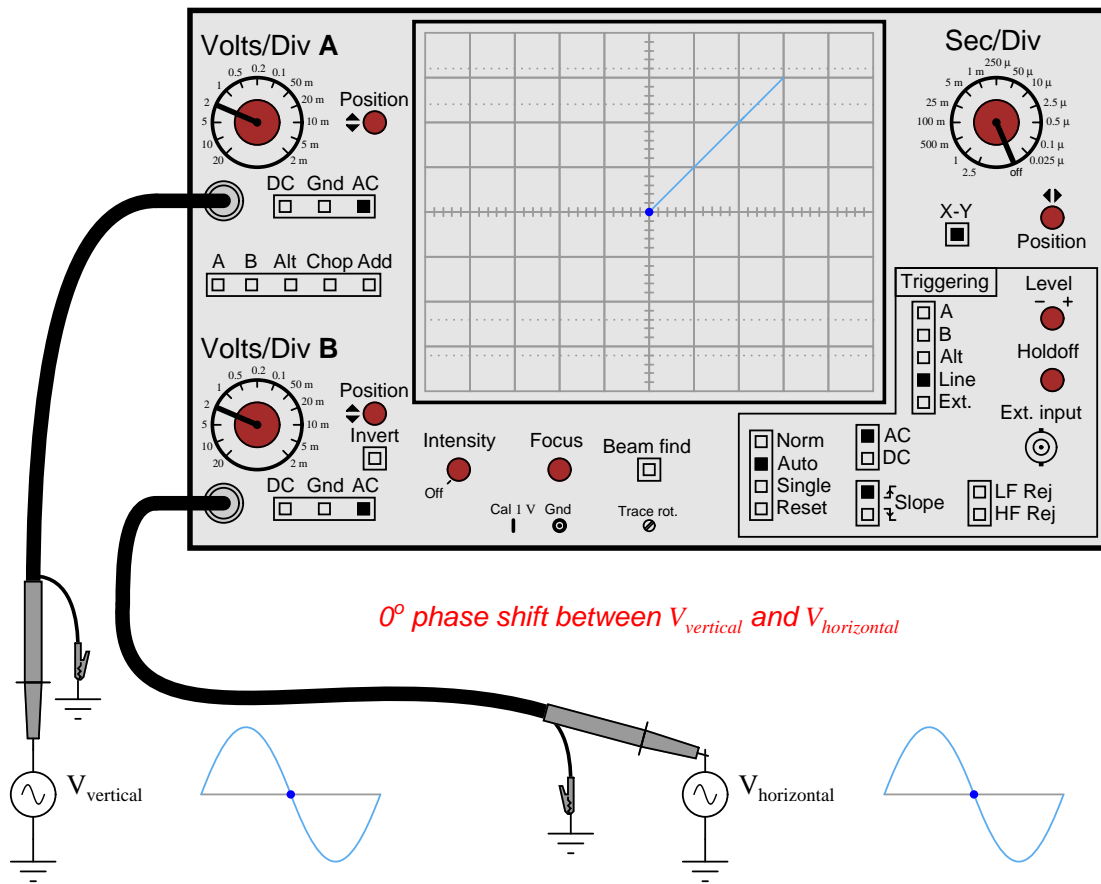 Volts/Div A
0.5 0.2 0.1
1 50 m
2 20 m
5 10 m
10 5 m
20 2 m
Position
DC Gnd AC
A B Alt Chop Add
Volts/Div B
0.5 0.2 0.1
1 50 m
2 20 m
5 10 m
10 5 m
20 2 m
Position
Invert
DC Gnd AC
Intensity
Off
Focus
Beam find
Cal 1 V Gnd Trace rot.
Sec/Div
250 µ
1 m 50 µ
5 m 10 µ
25 m 2.5 µ
100 m 0.5 µ
500 m 0.1 µ
1 0.025 µ
2.5 off
X-Y
Position
Triggering
A
B
Alt
Line
Ext.
Level
− +
Holdoff
Ext. input
Norm
Auto
Single
Reset
AC
DC
Slope
LF Rej
HF Rej
0° phase shift between Vvertical and Vhorizontal
Vvertical
Vhorizontal